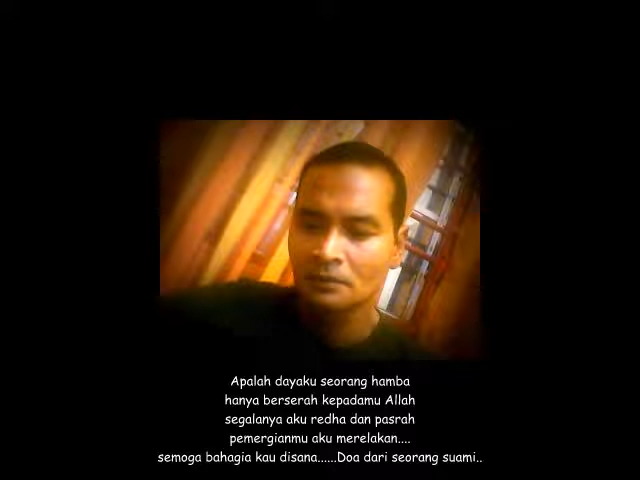 Apalah dayaku seorang hamba
hanya berserah kepadamu Allah
segalanya aku redha dan pasrah
pemergianmu aku merelakan....
semoga bahagia kau disana......Doa dari seorang suami..